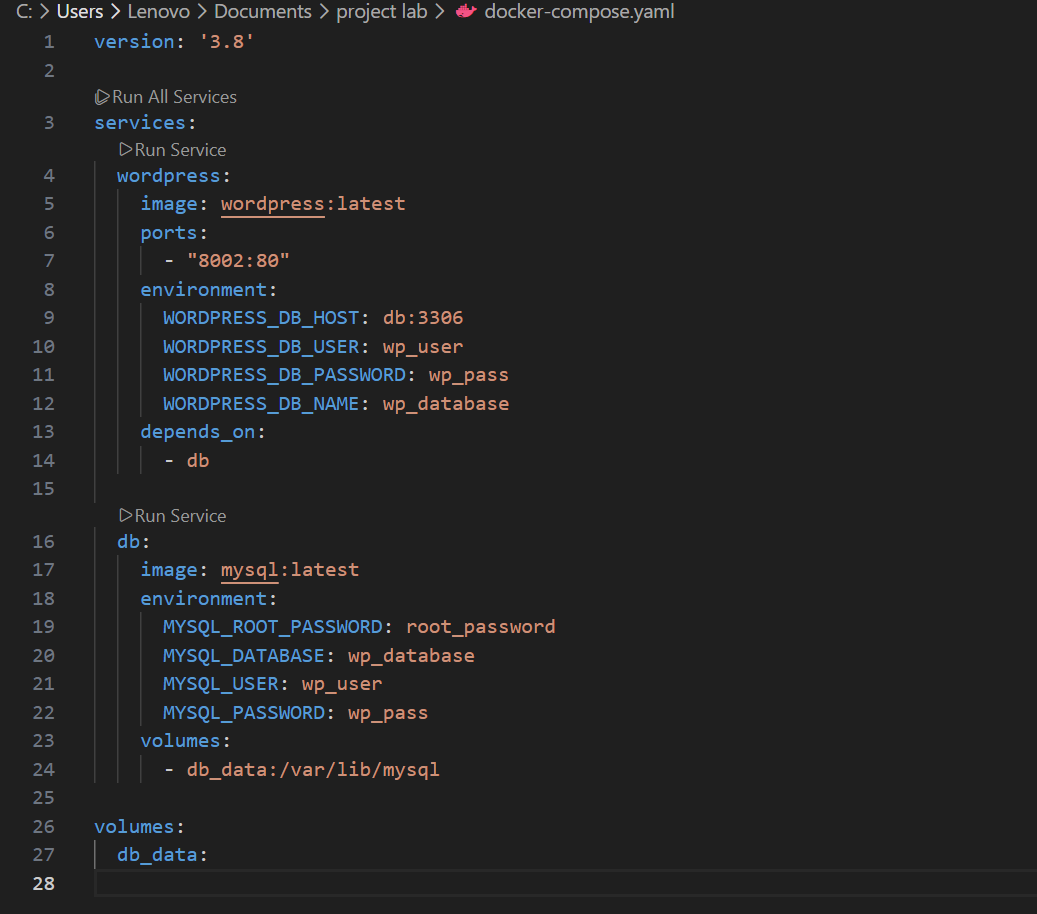 C: > Users > Lenovo > Documents > project lab > docker-compose.yaml
1 version: '3.8'
2
Run All Services
3 services:
Run Service
4 wordpress:
5 image: wordpress:latest
6 ports:
7 - "8002:80"
8 environment:
9 WORDPRESS_DB_HOST: db:3306
10 WORDPRESS_DB_USER: wp_user
11 WORDPRESS_DB_PASSWORD: wp_pass
12 WORDPRESS_DB_NAME: wp_database
13 depends_on:
14 - db
15
Run Service
16 db:
17 image: mysql:latest
18 environment:
19 MYSQL_ROOT_PASSWORD: root_password
20 MYSQL_DATABASE: wp_database
21 MYSQL_USER: wp_user
22 MYSQL_PASSWORD: wp_pass
23 volumes:
24 - db_data:/var/lib/mysql
25
26 volumes:
27 db_data:
28